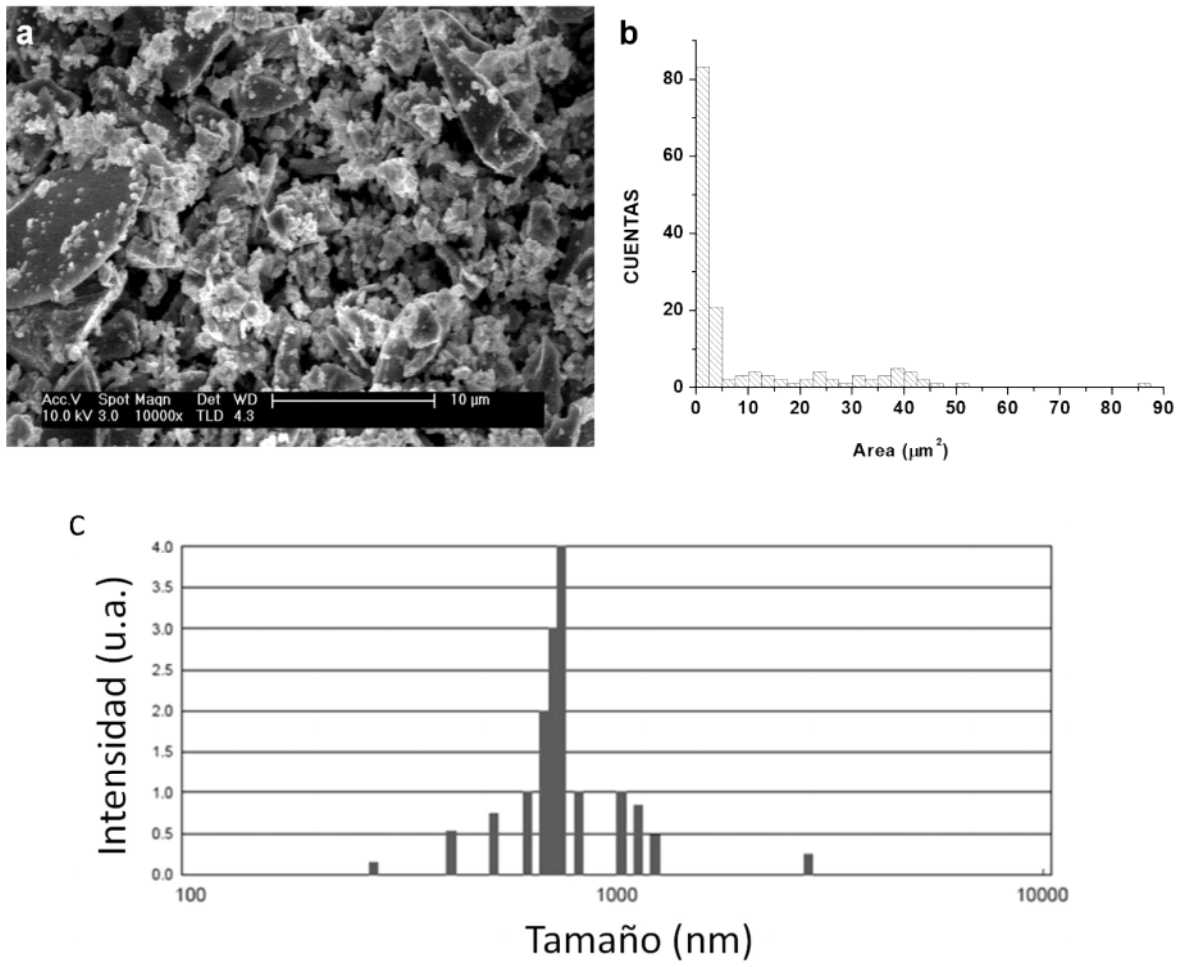 a
Acc.V Spot Magn Det WD 10 µm
10.0 kV 3.0 10000x TLD 4.3
b
80
60
40
20
0
CUENTAS
0 10 20 30 40 50 60 70 80 90
Area (µm²)
c
4.0
3.5
3.0
2.5
2.0
1.5
1.0
0.5
0.0
Intensidad (u.a.)
100 1000 10000
Tamaño (nm)